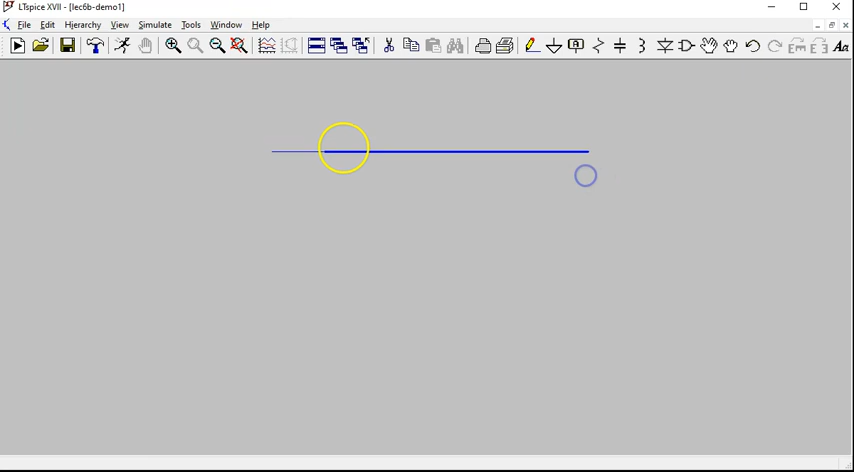 LTspice XVII - [lec6b-demo1]
File Edit Hierarchy View Simulate Tools Window Help